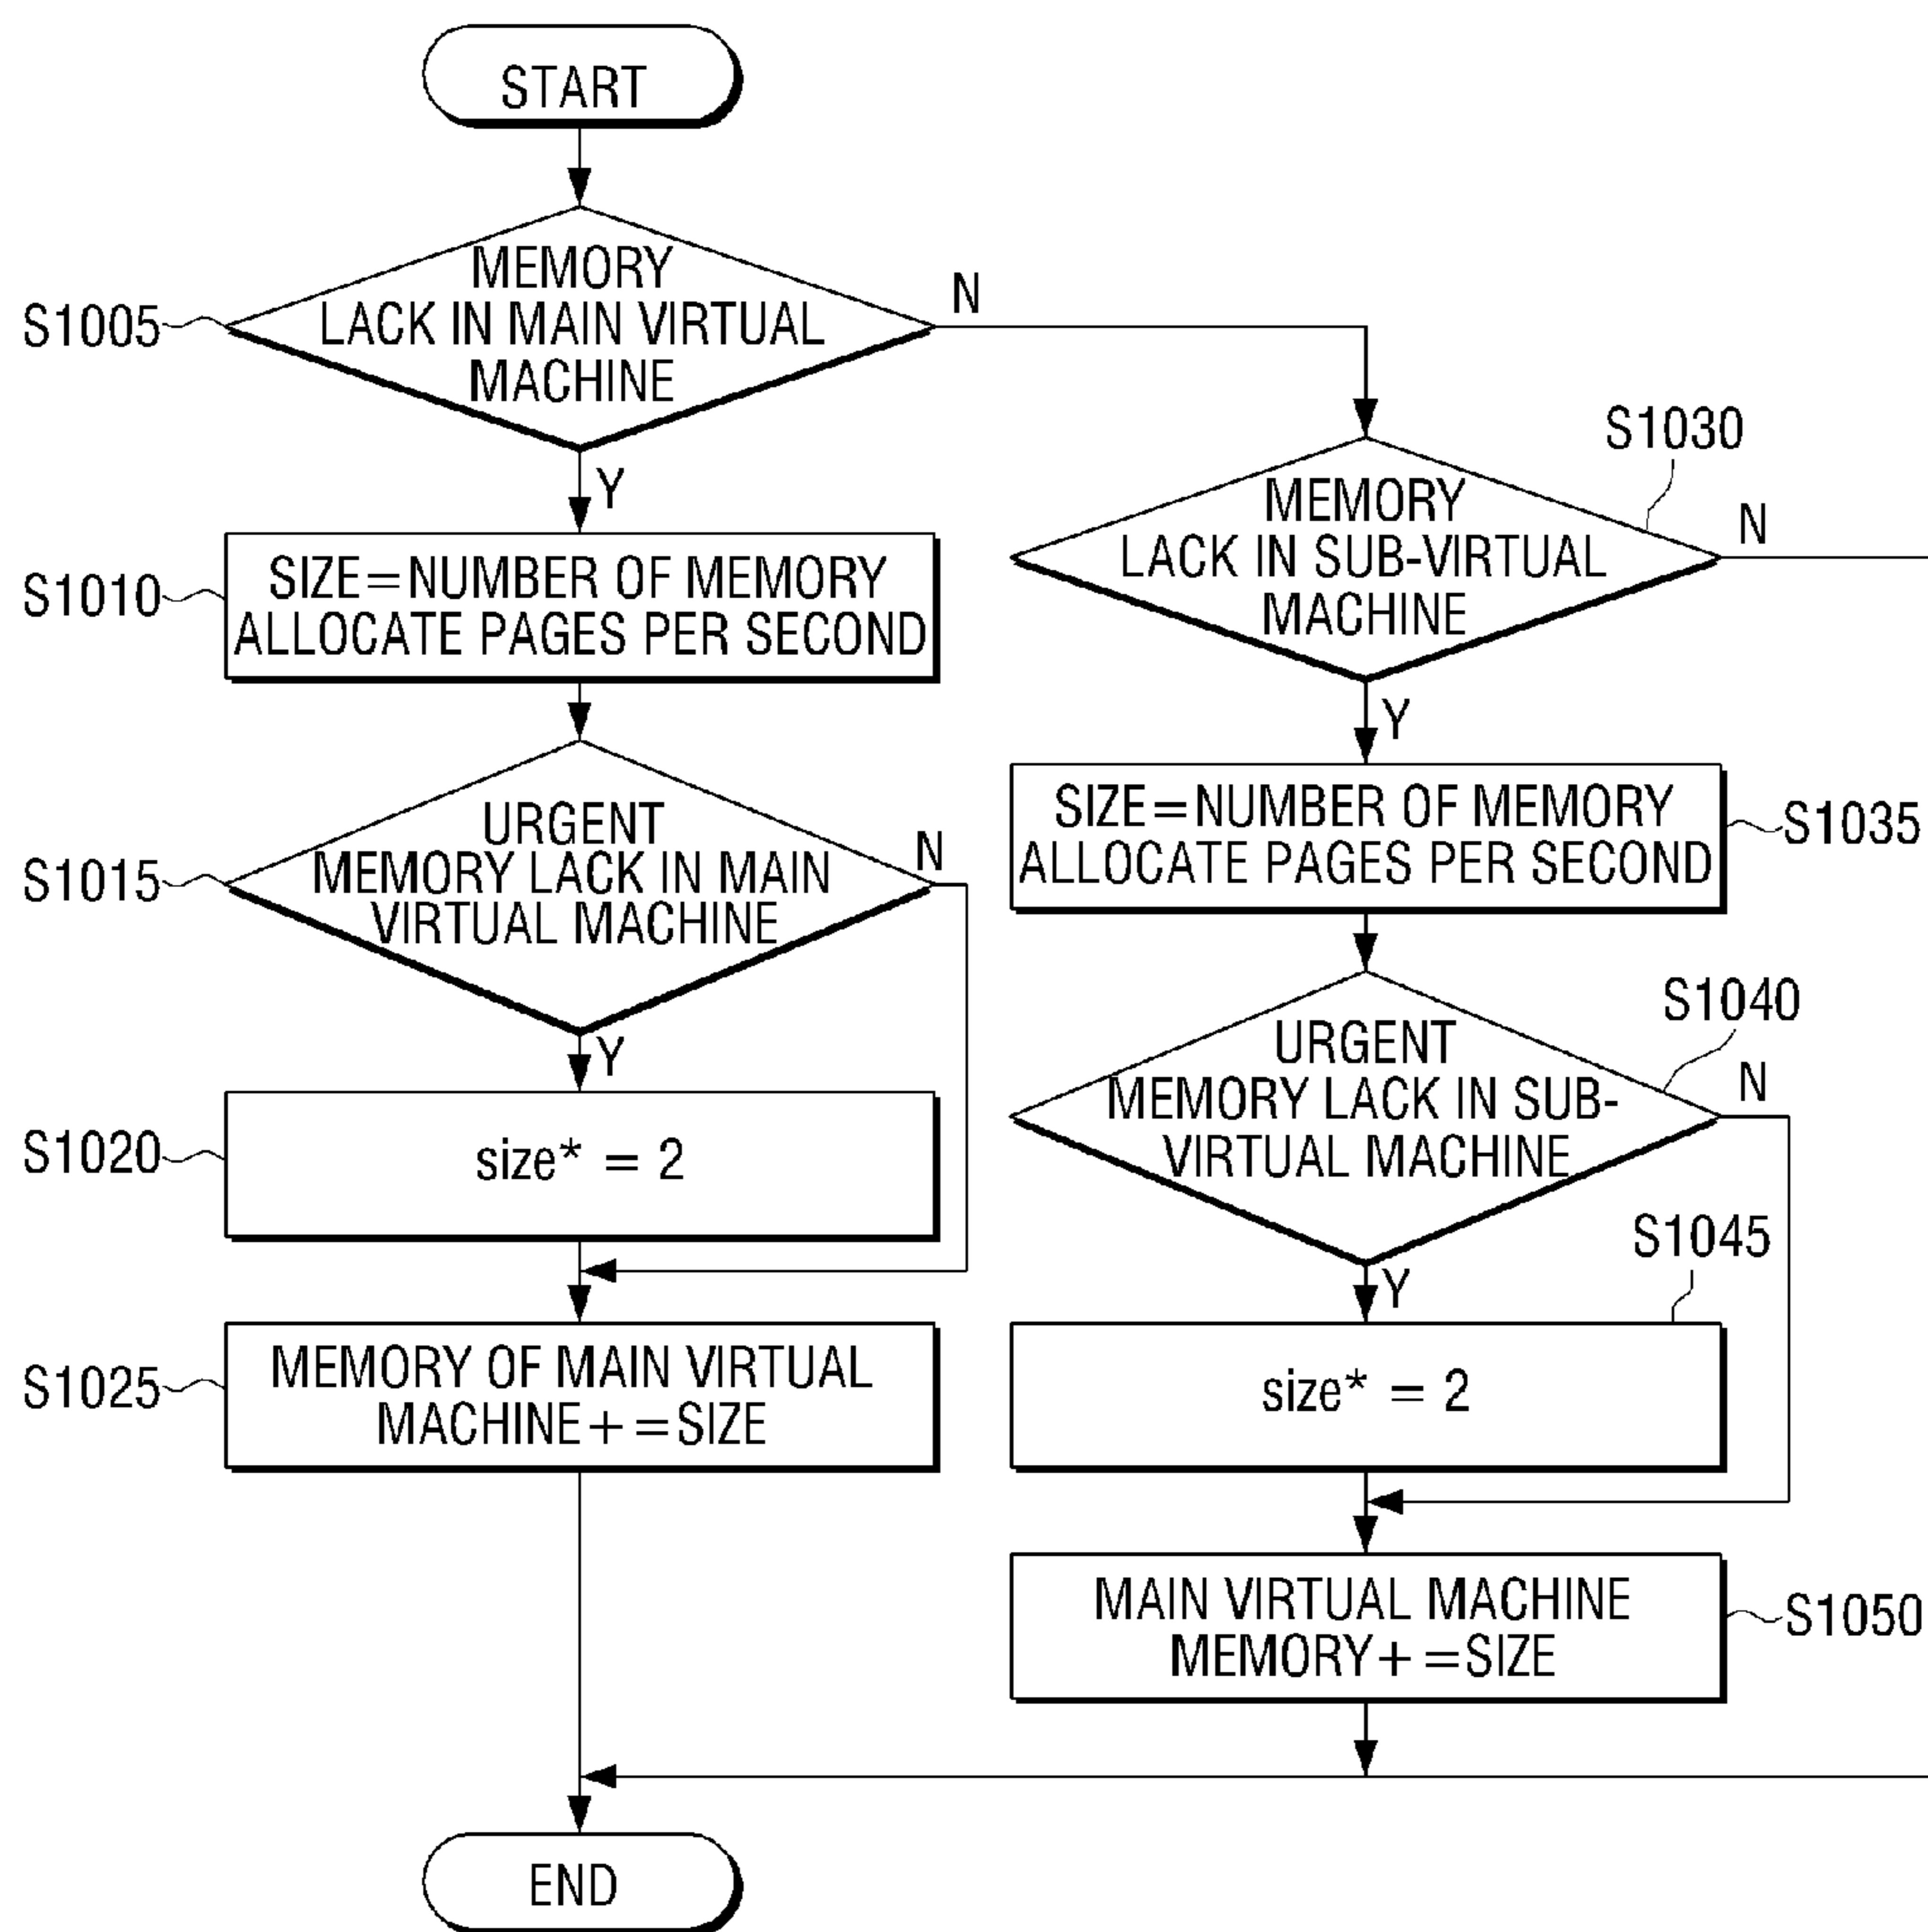 START
MEMORY
LACK IN MAIN VIRTUAL
MACHINE
S1005
N
Y
SIZE=NUMBER OF MEMORY
ALLOCATE PAGES PER SECOND
S1010
URGENT
MEMORY LACK IN MAIN
VIRTUAL MACHINE
S1015
N
Y
size* = 2
S1020
MEMORY OF MAIN VIRTUAL
MACHINE+=SIZE
S1025
S1030
MEMORY
LACK IN SUB-VIRTUAL
MACHINE
N
Y
SIZE=NUMBER OF MEMORY
ALLOCATE PAGES PER SECOND
S1035
S1040
URGENT
MEMORY LACK IN SUB-
VIRTUAL MACHINE
N
Y
S1045
size* = 2
MAIN VIRTUAL MACHINE
MEMORY+=SIZE
S1050
END